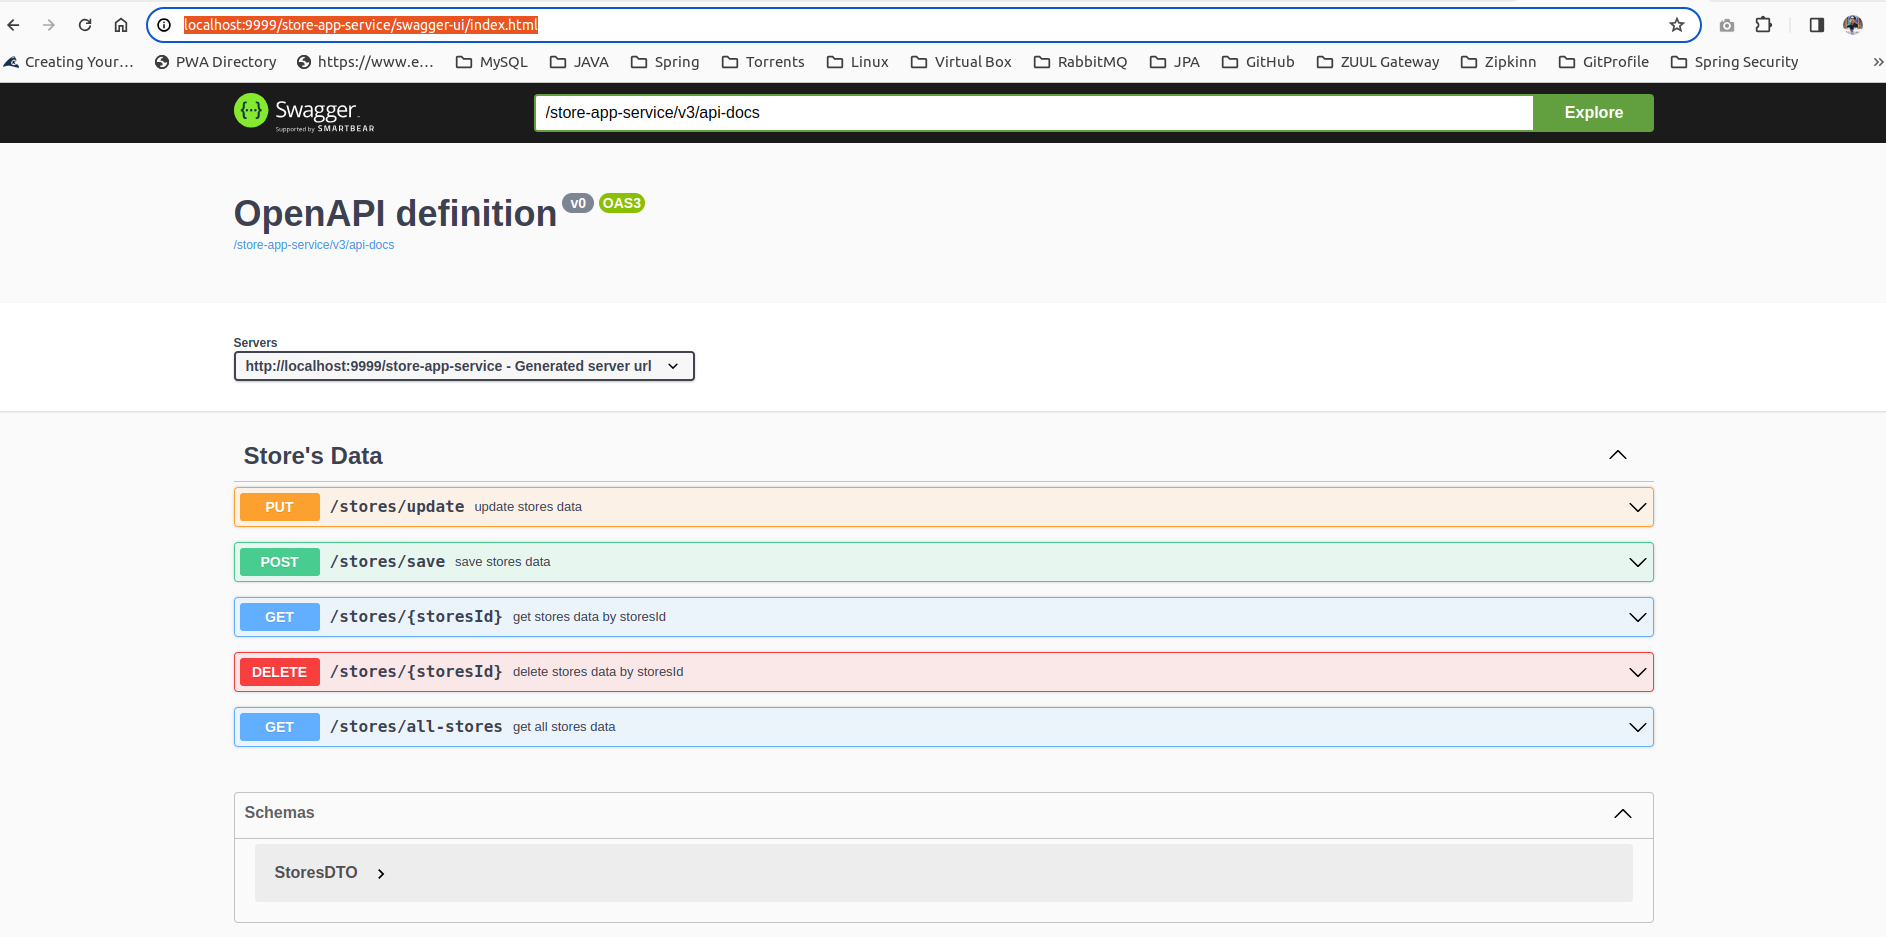 localhost:9999/store-app-service/swagger-ui/index.html
Creating Your… PWA Directory https://www.e… MySQL JAVA Spring Torrents Linux Virtual Box RabbitMQ JPA GitHub ZUUL Gateway Zipkinn GitProfile Spring Security »
{···} Swagger
Supported by SMARTBEAR
/store-app-service/v3/api-docs Explore
OpenAPI definition v0 OAS3
/store-app-service/v3/api-docs
Servers
http://localhost:9999/store-app-service - Generated server url
Store's Data
PUT /stores/update update stores data
POST /stores/save save stores data
GET /stores/{storesId} get stores data by storesId
DELETE /stores/{storesId} delete stores data by storesId
GET /stores/all-stores get all stores data
Schemas
StoresDTO